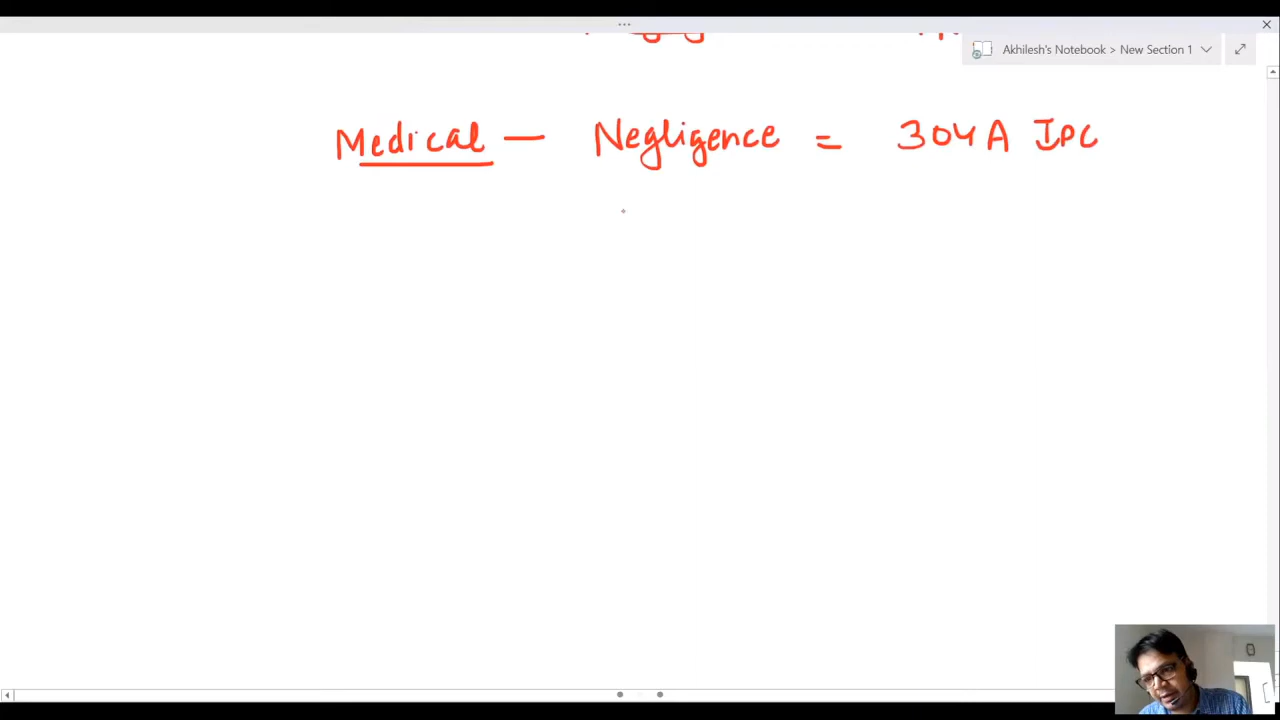 Akhilesh's Notebook > New Section 1
Medical — Negligence = 304A IPC